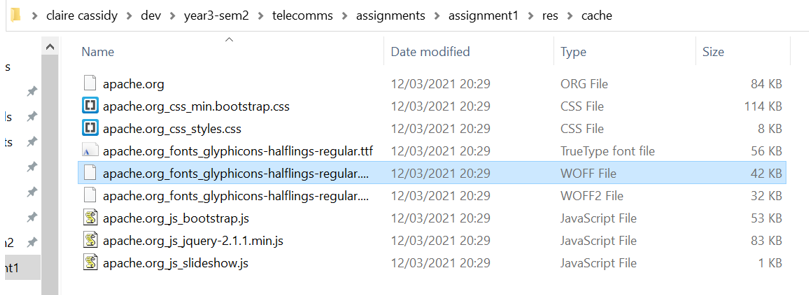 claire cassidy > dev > year3-sem2 > telecomms > assignments > assignment1 > res > cache
Name Date modified Type Size
apache.org 12/03/2021 20:29 ORG File 84 KB
apache.org_css_min.bootstrap.css 12/03/2021 20:29 CSS File 114 KB
apache.org_css_styles.css 12/03/2021 20:29 CSS File 8 KB
apache.org_fonts_glyphicons-halflings-regular.ttf 12/03/2021 20:29 TrueType font file 56 KB
apache.org_fonts_glyphicons-halflings-regular.... 12/03/2021 20:29 WOFF File 42 KB
apache.org_fonts_glyphicons-halflings-regular.... 12/03/2021 20:29 WOFF2 File 32 KB
apache.org_js_bootstrap.js 12/03/2021 20:29 JavaScript File 53 KB
apache.org_js_jquery-2.1.1.min.js 12/03/2021 20:29 JavaScript File 83 KB
apache.org_js_slideshow.js 12/03/2021 20:29 JavaScript File 1 KB